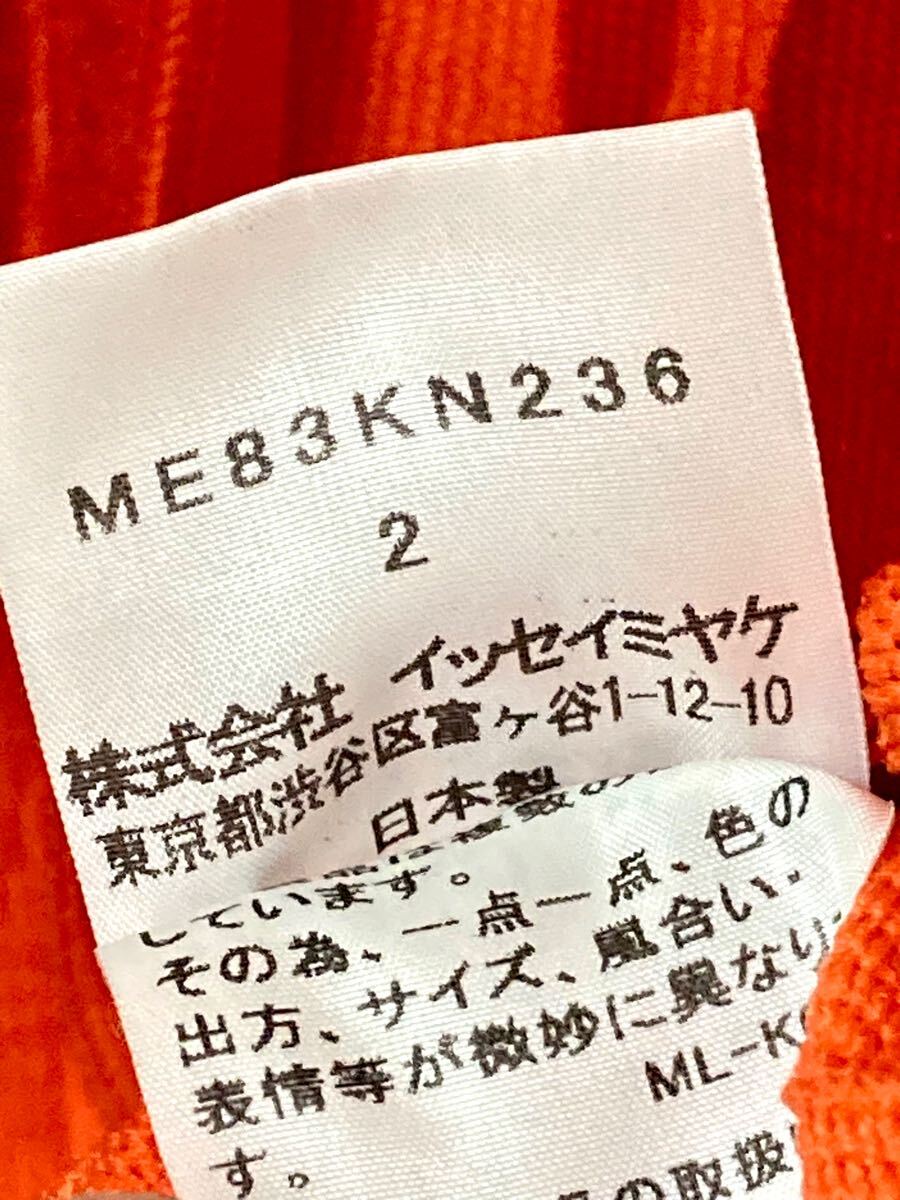 ME83KN236
2
株式会社 イッセイミヤケ
東京都渋谷区富ヶ谷1-12-10
日本製
しています。
その為、一点一点、色の
出方、サイズ、風合い・
表情等が微妙に異なり
ML-K
す。
の取扱